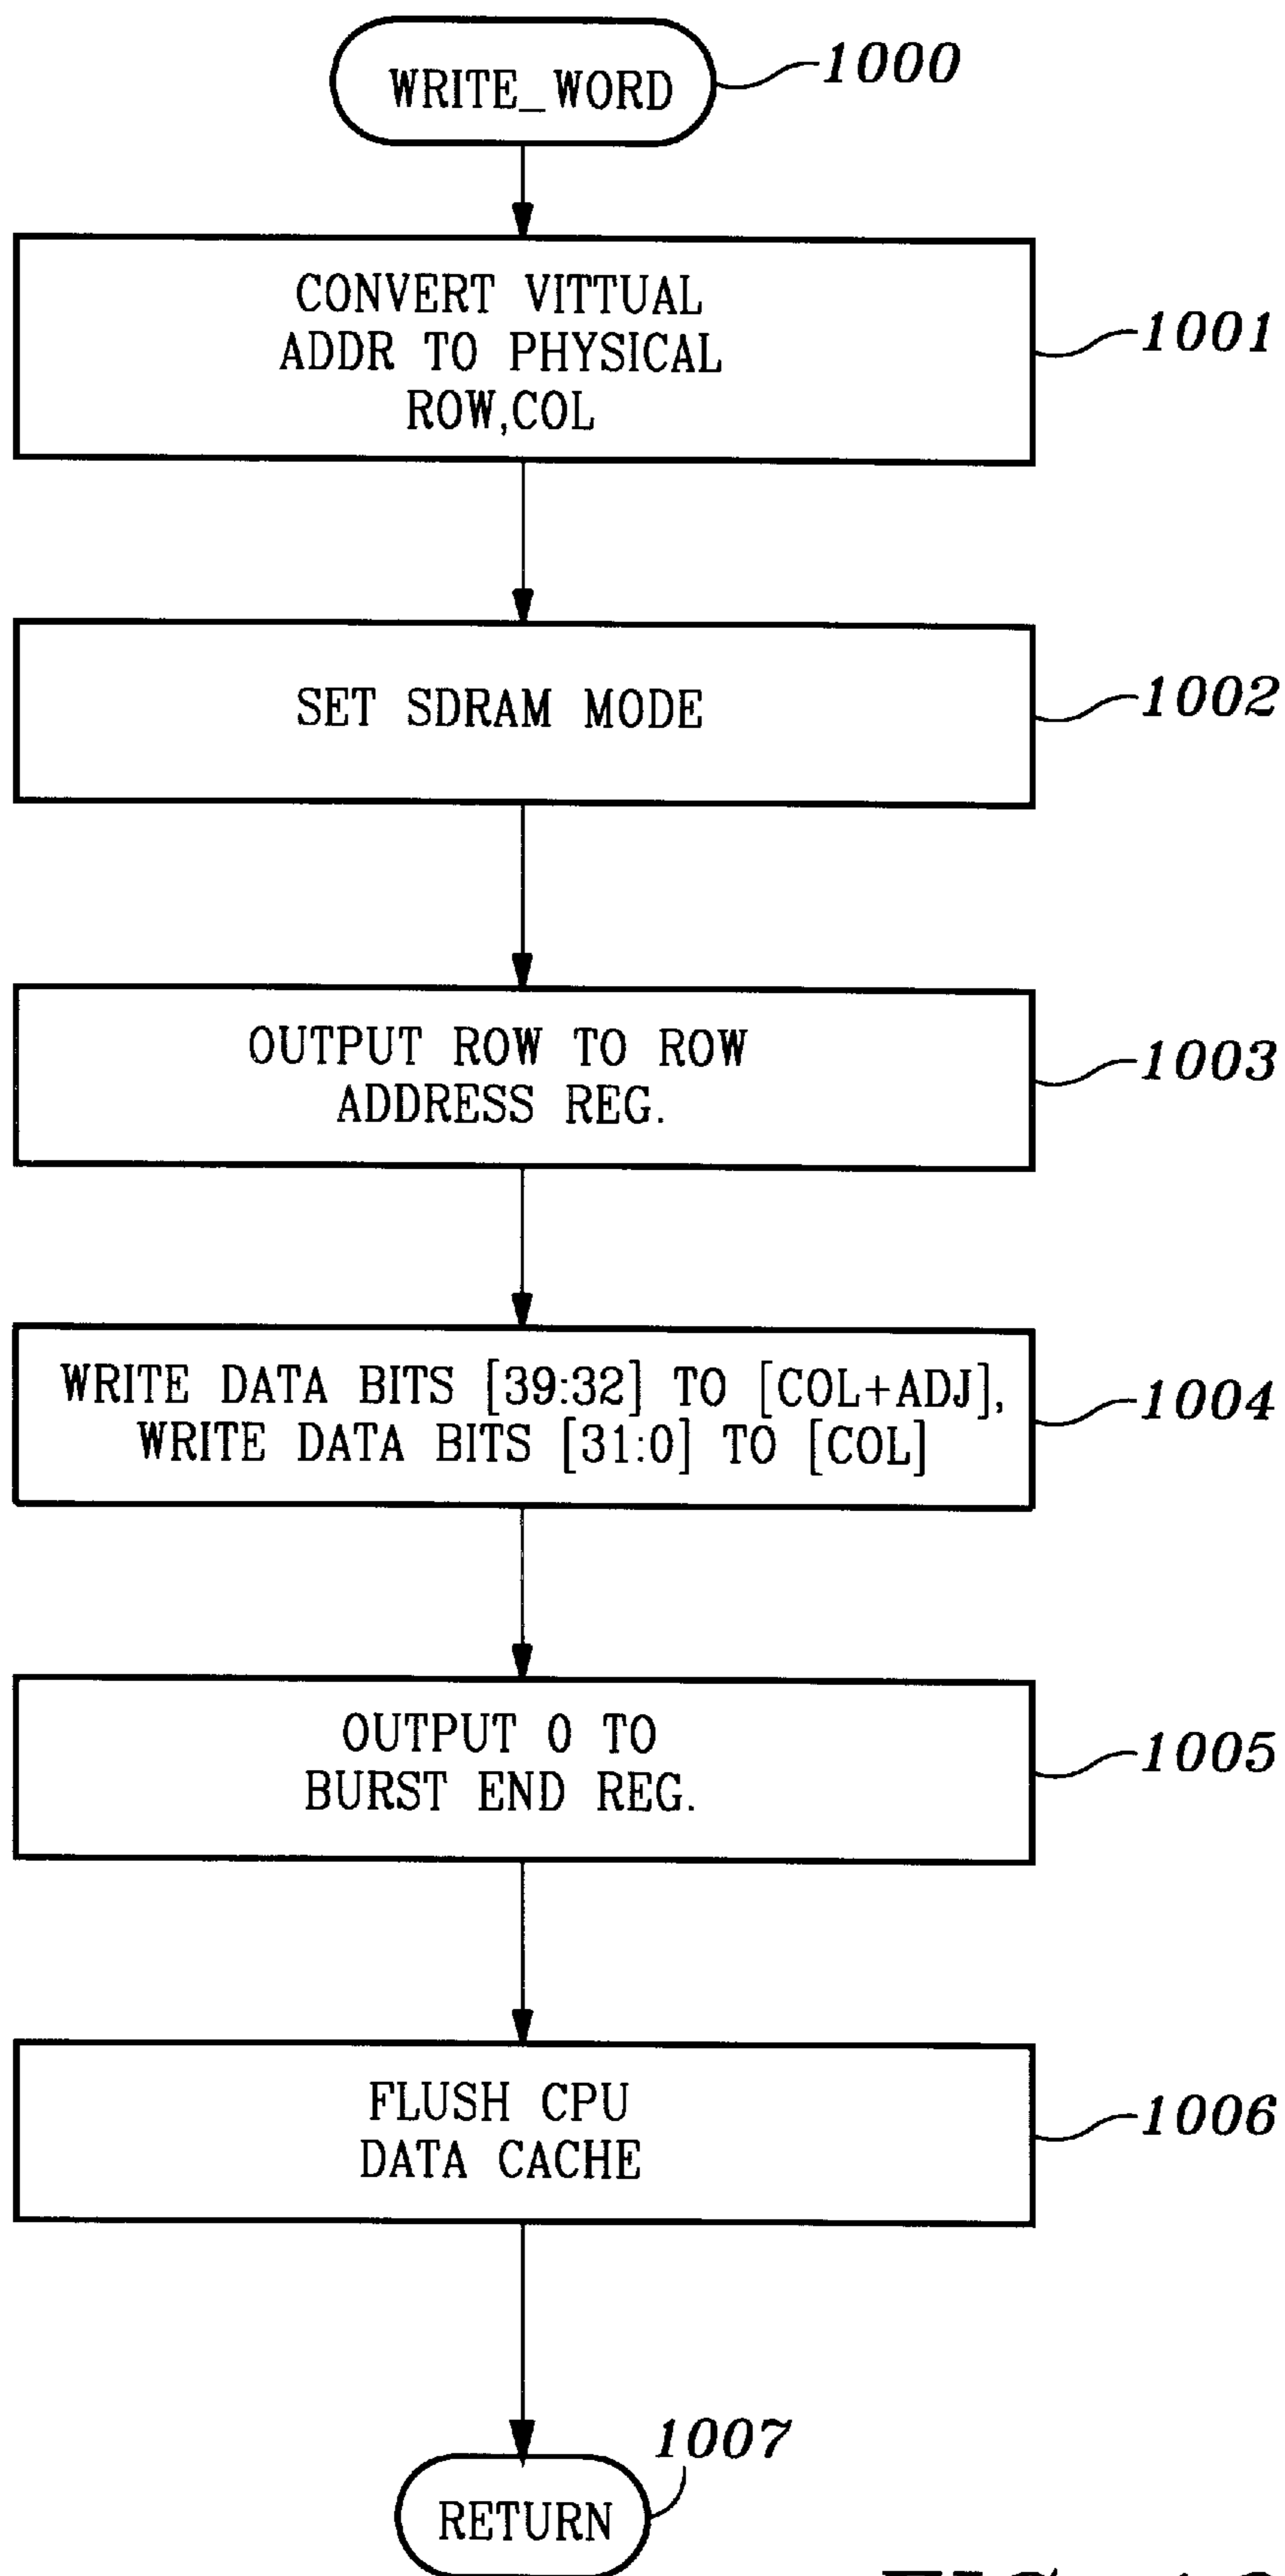 WRITE_WORD
1000
CONVERT VITTUAL
ADDR TO PHYSICAL
ROW,COL
1001
SET SDRAM MODE
1002
OUTPUT ROW TO ROW
ADDRESS REG.
1003
WRITE DATA BITS [39:32] TO [COL+ADJ],
WRITE DATA BITS [31:0] TO [COL]
1004
OUTPUT 0 TO
BURST END REG.
1005
FLUSH CPU
DATA CACHE
1006
1007
RETURN